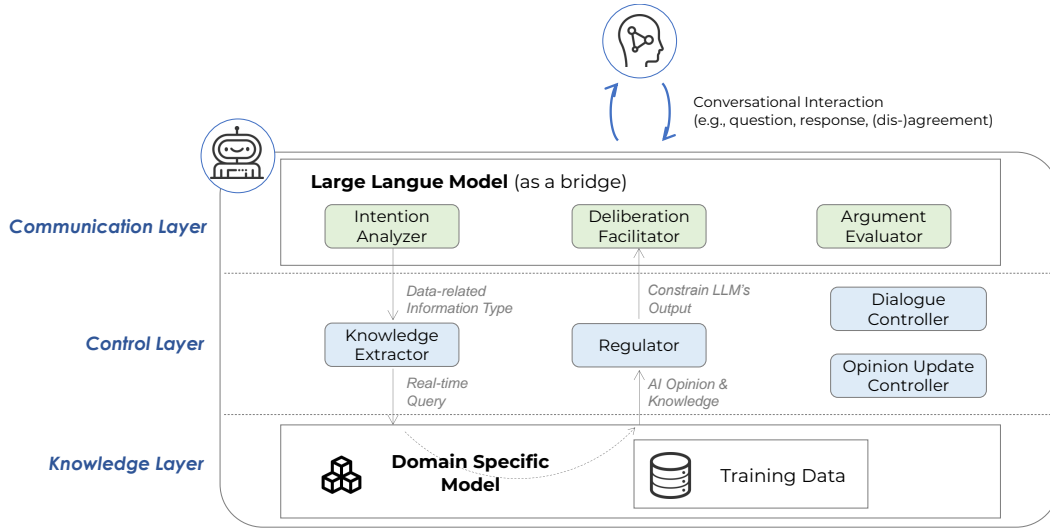 Conversational Interaction
(e.g., question, response, (dis-)agreement)
Large Langue Model (as a bridge)
Communication Layer
Intention
Analyzer
Deliberation
Facilitator
Argument
Evaluator
Data-related
Information Type
Constrain LLM's
Output
Dialogue
Controller
Control Layer
Knowledge
Extractor
Regulator
Opinion Update
Controller
Real-time
Query
AI Opinion &
Knowledge
Knowledge Layer
Domain Specific
Model
Training Data